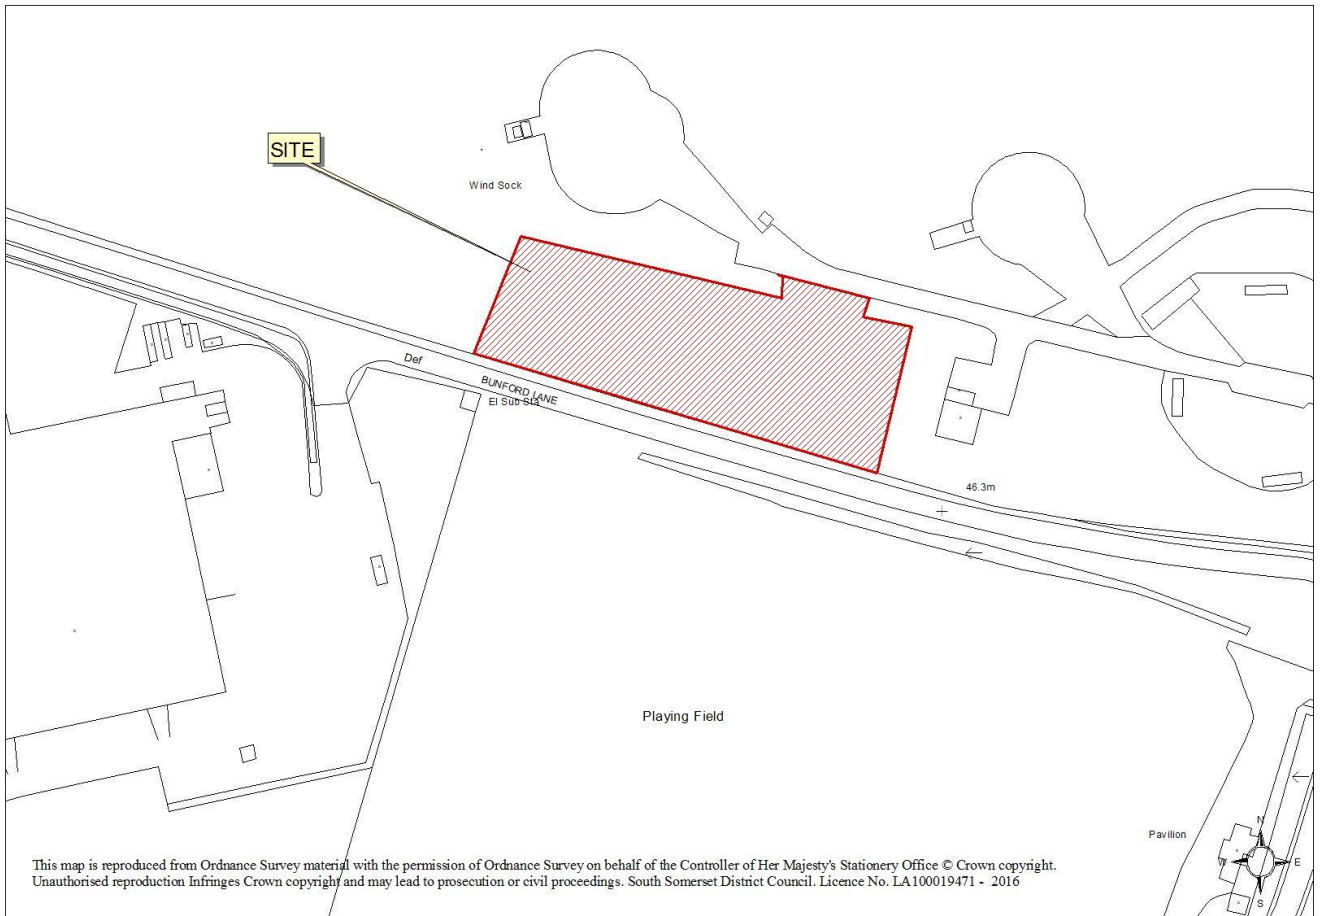 SITE
Wind Sock
Def
BUNFORD LANE
El Sub Sta
46.3m
Playing Field
Pavilion
N
W
E
S
This map is reproduced from Ordnance Survey material with the permission of Ordnance Survey on behalf of the Controller of Her Majesty's Stationery Office © Crown copyright.
Unauthorised reproduction Infringes Crown copyright and may lead to prosecution or civil proceedings. South Somerset District Council. Licence No. LA100019471 - 2016